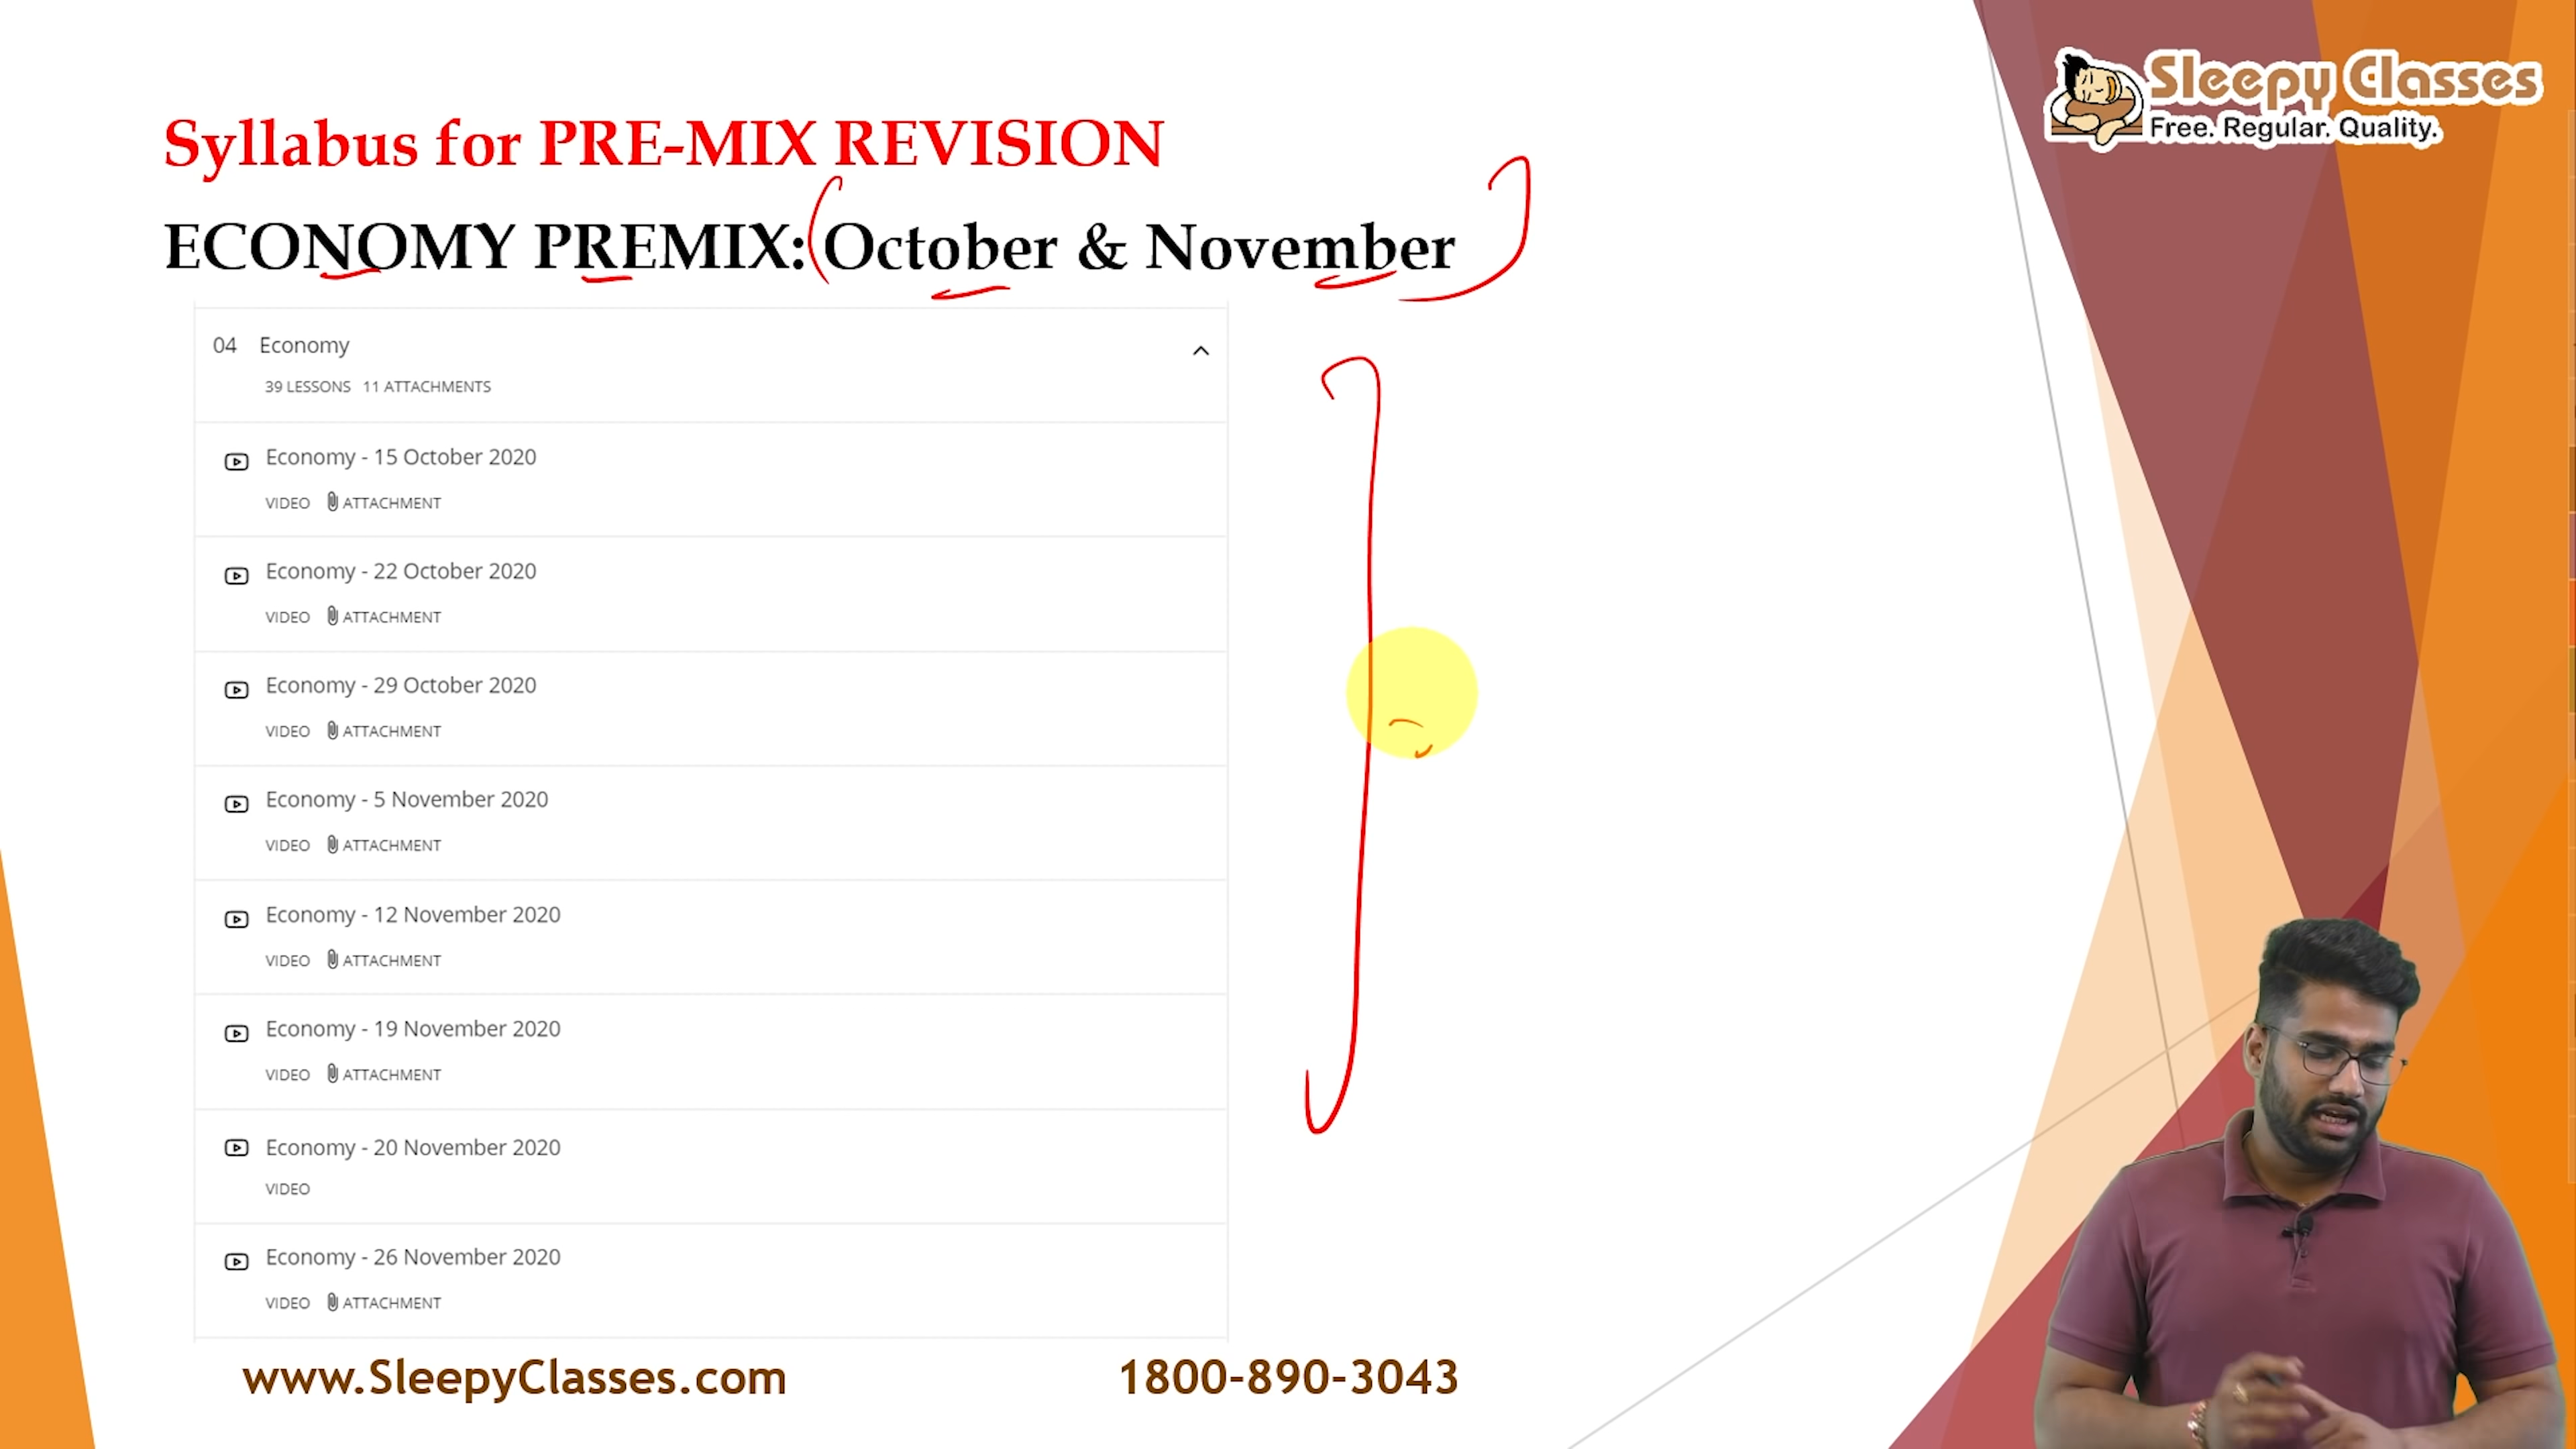 Sleepy Classes
Free. Regular. Quality.
Syllabus for PRE-MIX REVISION
ECONOMY PREMIX: October & November
04 Economy
39 LESSONS 11 ATTACHMENTS
Economy - 15 October 2020
VIDEO ATTACHMENT
Economy - 22 October 2020
VIDEO ATTACHMENT
Economy - 29 October 2020
VIDEO ATTACHMENT
Economy - 5 November 2020
VIDEO ATTACHMENT
Economy - 12 November 2020
VIDEO ATTACHMENT
Economy - 19 November 2020
VIDEO ATTACHMENT
Economy - 20 November 2020
VIDEO
Economy - 26 November 2020
VIDEO ATTACHMENT
www.SleepyClasses.com 1800-890-3043